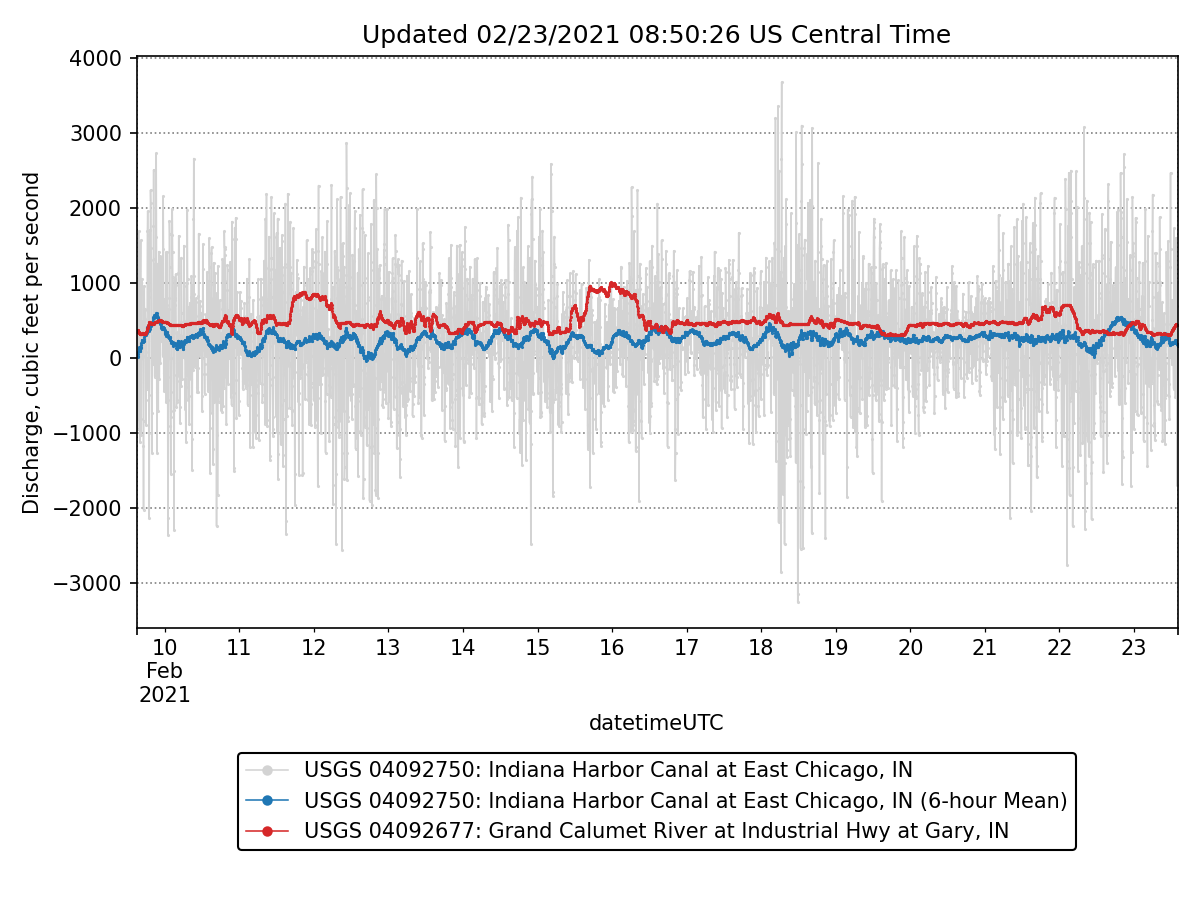 Updated 02/23/2021 08:50:26 US Central Time
Discharge, cubic feet per second
4000
3000
2000
1000
0
−1000
−2000
−3000
10 11 12 13 14 15 16 17 18 19 20 21 22 23
Feb
2021
datetimeUTC
USGS 04092750: Indiana Harbor Canal at East Chicago, IN
USGS 04092750: Indiana Harbor Canal at East Chicago, IN (6-hour Mean)
USGS 04092677: Grand Calumet River at Industrial Hwy at Gary, IN